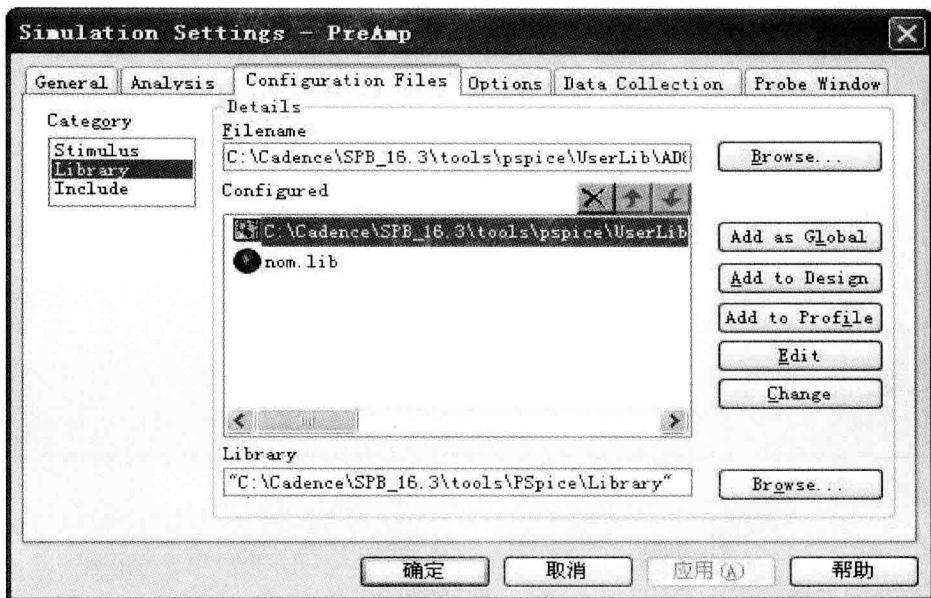 Simulation Settings - PreAmp
General Analysis Configuration Files Options Data Collection Probe Window
Category
Stimulus
Library
Include
Details
Filename
C:\Cadence\SPB_16.3\tools\pspice\UserLib\AD8
Browse...
Configured
C:\Cadence\SPB_16.3\tools\pspice\UserLib
nom.lib
Add as Global
Add to Design
Add to Profile
Edit
Change
Library
"C:\Cadence\SPB_16.3\tools\PSpice\Library"
Browse...
确定 取消 应用(A) 帮助